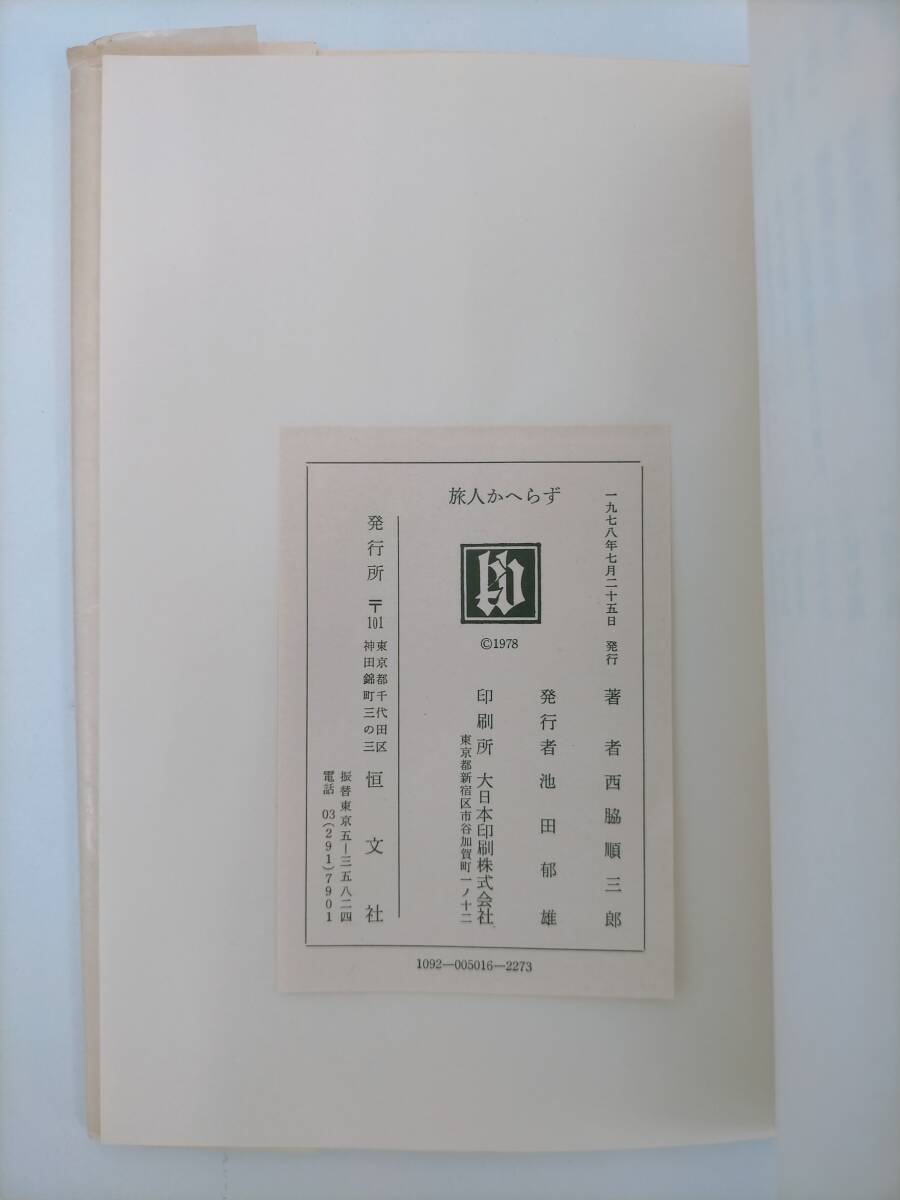 旅人かへらず
一九七八年七月二十五日 発行
著者 西脇順三郎
発行者 池田郁雄
印刷所 大日本印刷株式会社
東京都新宿区市谷加賀町一ノ十二
©1978
発行所 〒101 東京都千代田区
神田錦町三の三
恒文社
振替東京五―三五八二四
電話 03(291)7901
1092―005016―2273